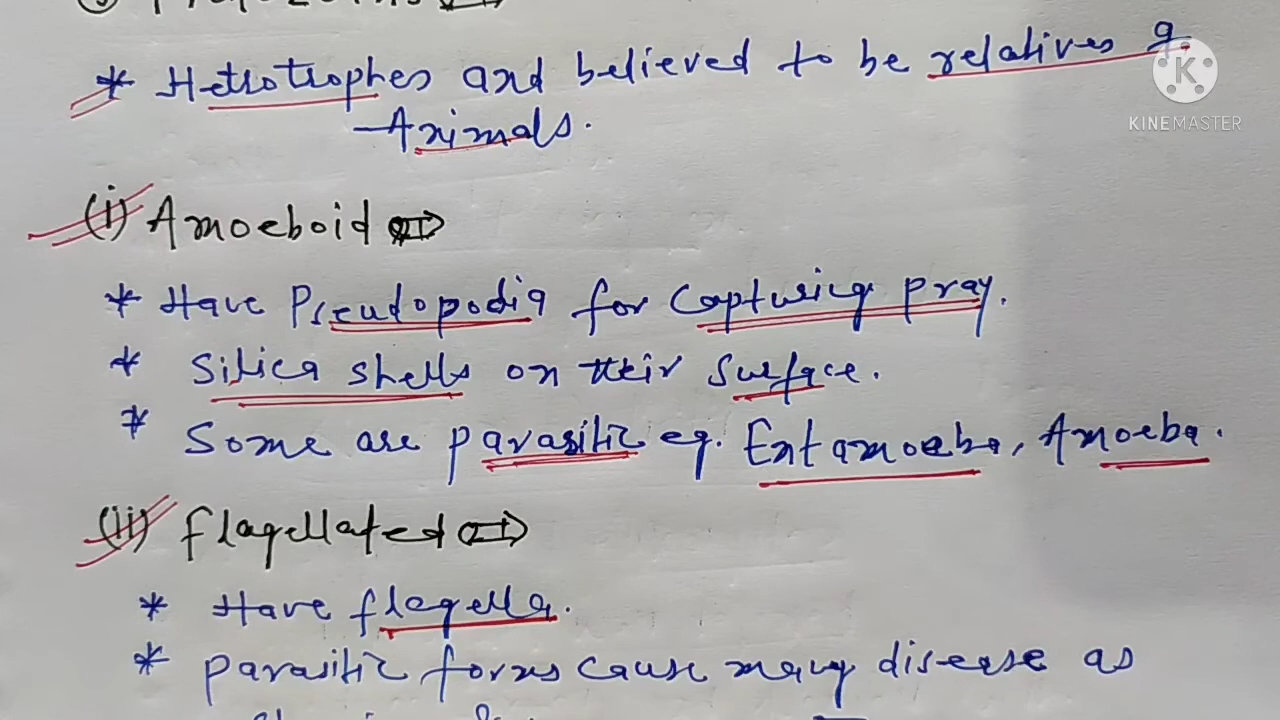 * Hetrotrophes and believed to be relatives of
Animals.
K
KINEMASTER
(i) Amoeboid
* Have Pseudopodia for Capturing pray.
* Silica shells on their surface.
* Some are parasitic eg. Entamoeba, Amoeba.
(ii) flagellated
* Have flagella.
* parasitic forms cause many disease as